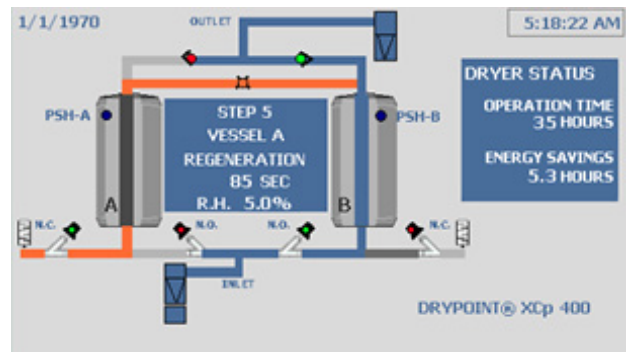 1/1/1970
OUTLET
5:18:22 AM
DRYER STATUS
OPERATION TIME
35 HOURS
ENERGY SAVINGS
5.3 HOURS
PSH-A
PSH-B
STEP 5
VESSEL A
REGENERATION
85 SEC
R.H. 5.0%
A
B
N.C.
N.O.
N.O.
N.C.
INLET
DRYPOINT® XCp 400